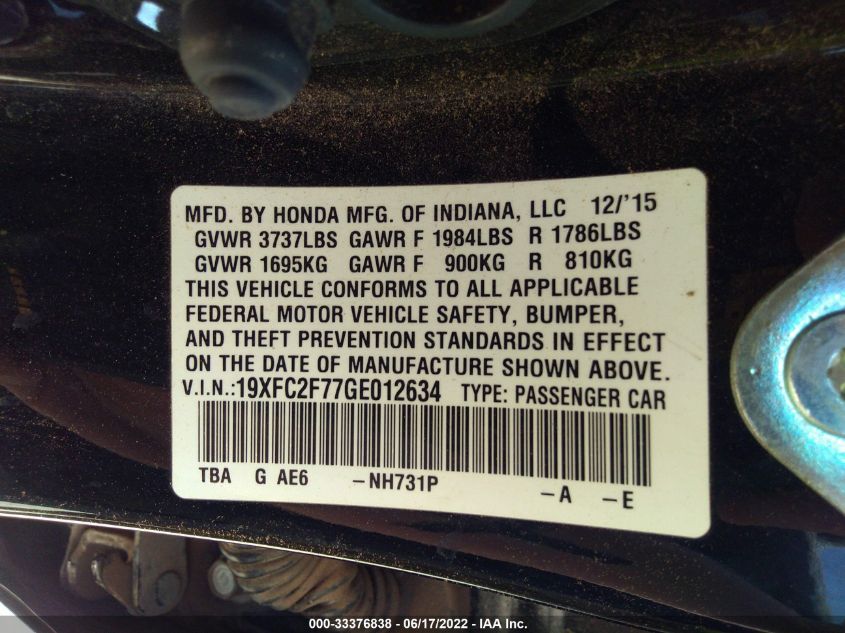 MFD. BY HONDA MFG. OF INDIANA, LLC 12/'15
GVWR 3737LBS GAWR F 1984LBS R 1786LBS
GVWR 1695KG GAWR F 900KG R 810KG
THIS VEHICLE CONFORMS TO ALL APPLICABLE
FEDERAL MOTOR VEHICLE SAFETY, BUMPER,
AND THEFT PREVENTION STANDARDS IN EFFECT
ON THE DATE OF MANUFACTURE SHOWN ABOVE.
V.I.N.:19XFC2F77GE012634 TYPE: PASSENGER CAR
TBA G AE6 -NH731P -A -E
000-33376838 - 06/17/2022 - IAA Inc.